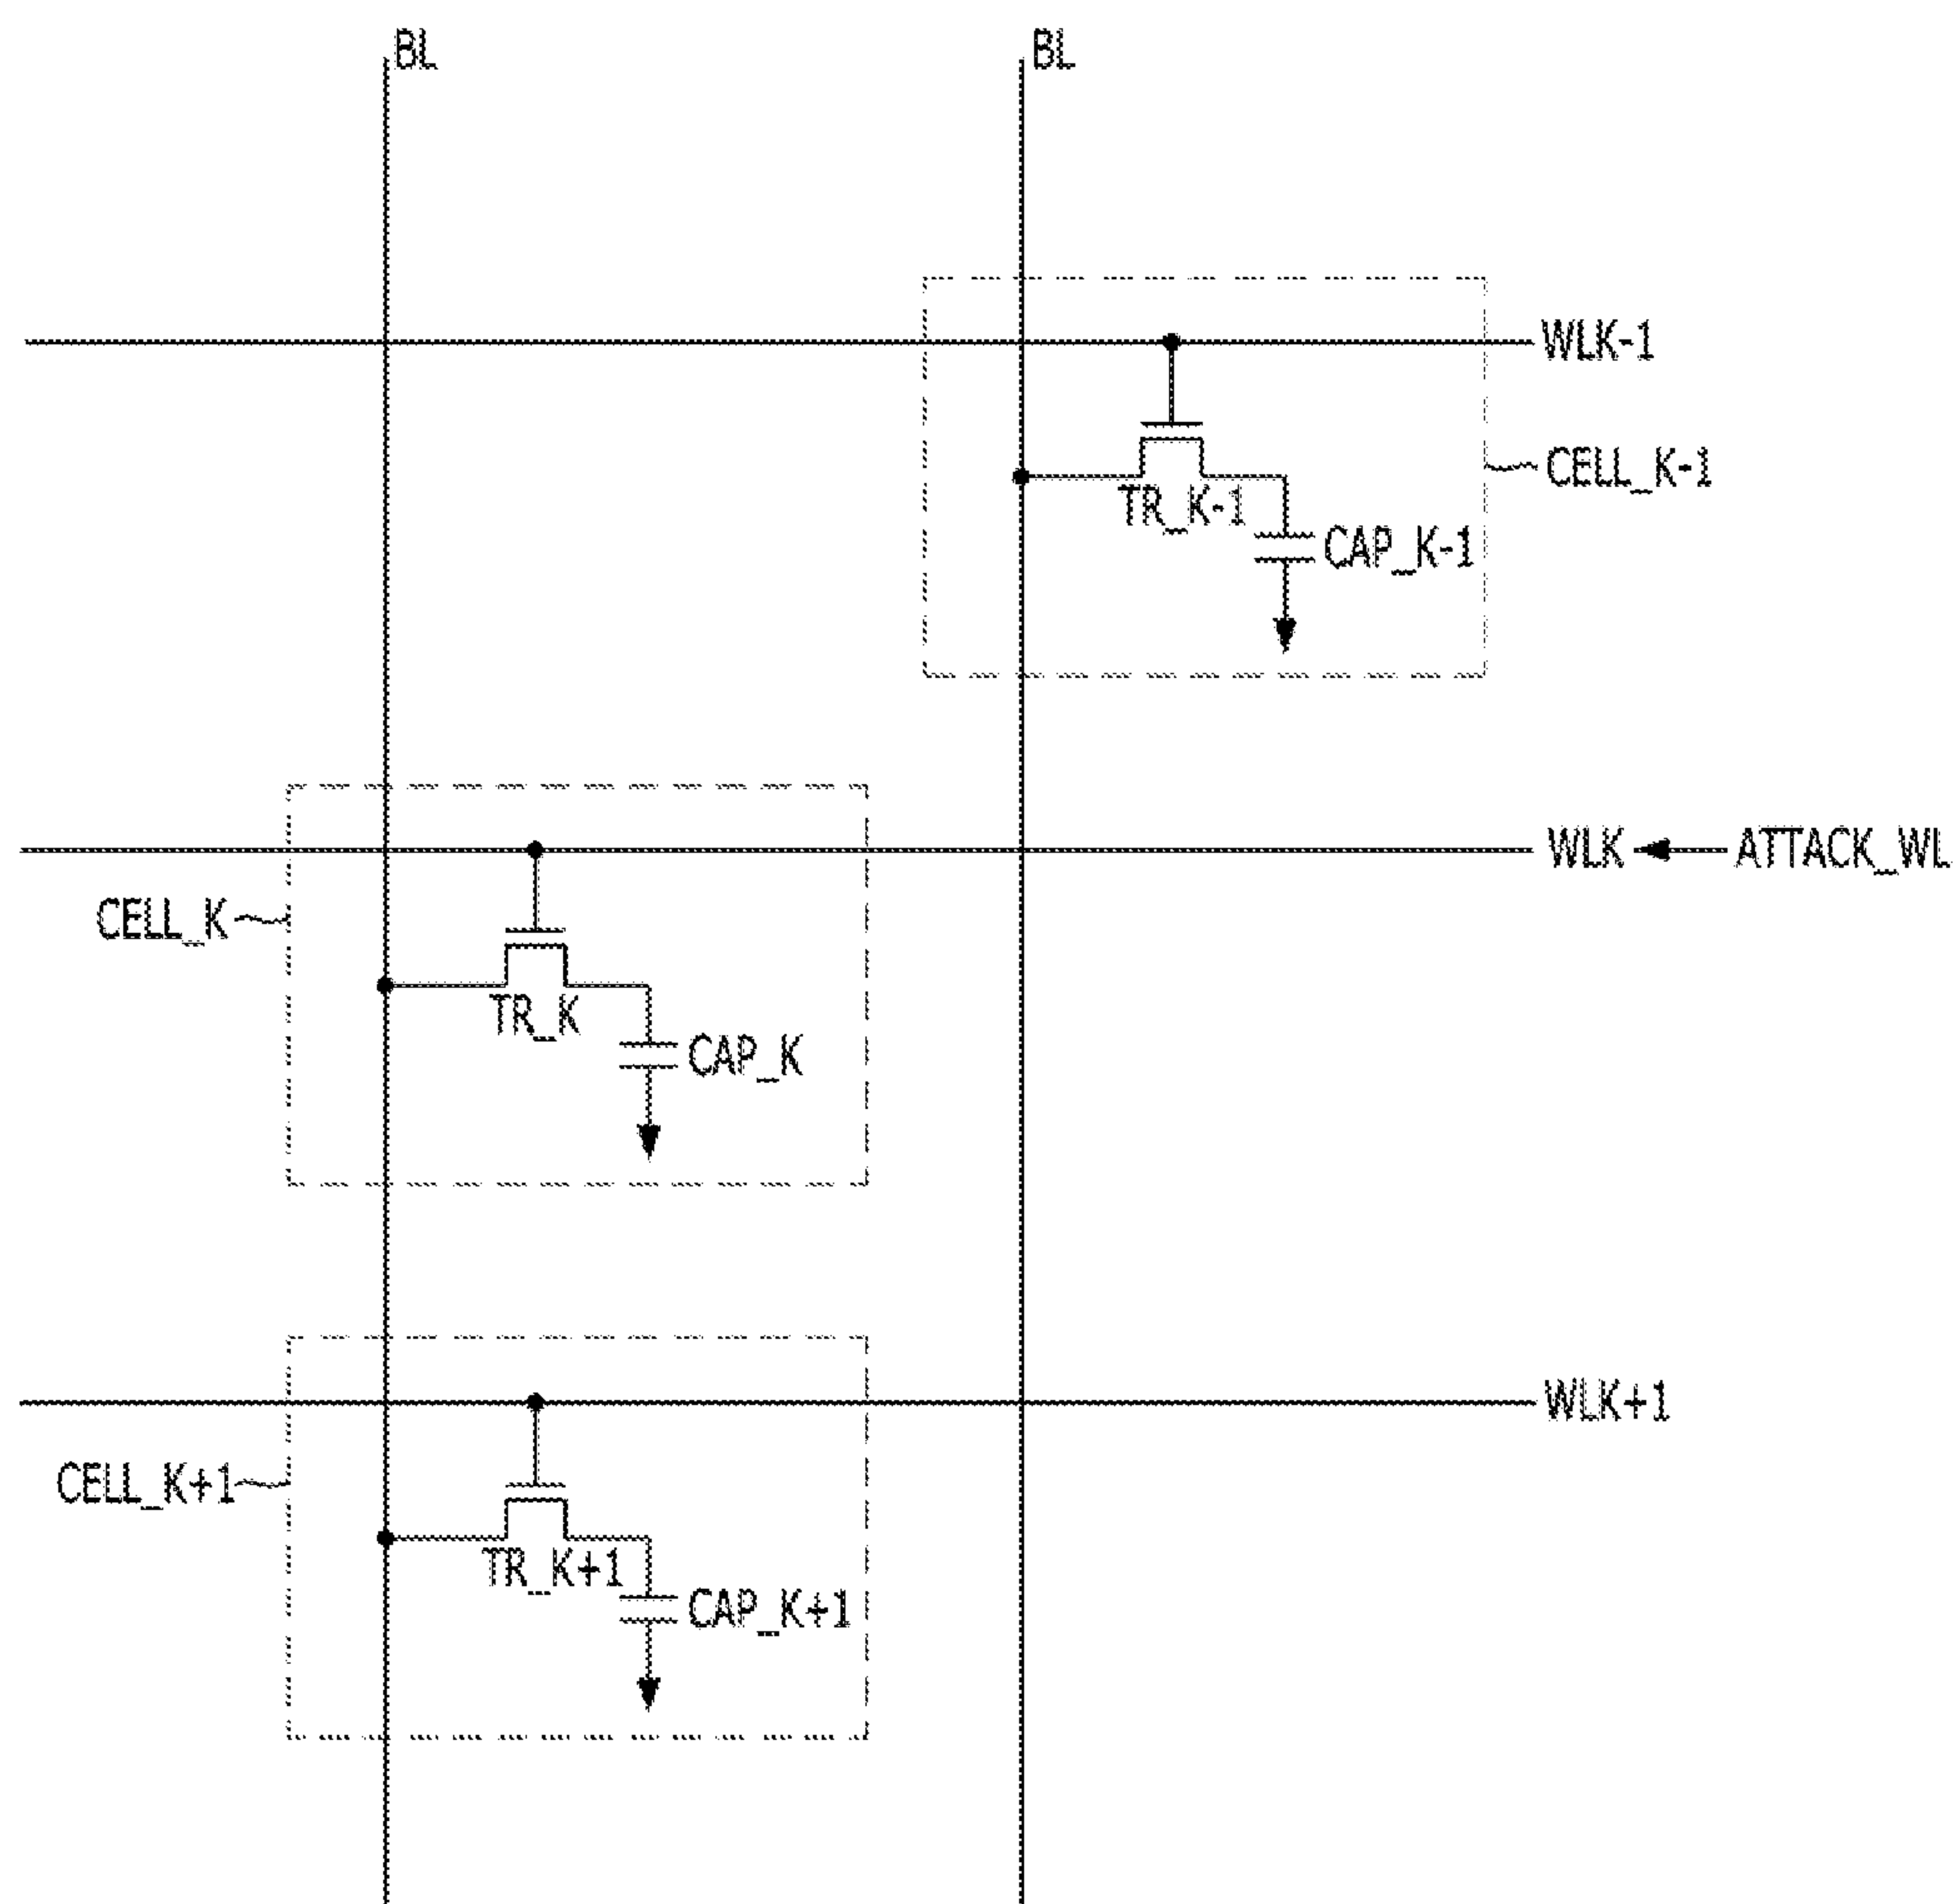 BL
BL
WLK-1
CELL_K-1
TR_K-1
CAP_K-1
WLK
ATTACK_WL
CELL_K
TR_K
CAP_K
WLK+1
CELL_K+1
TR_K+1
CAP_K+1